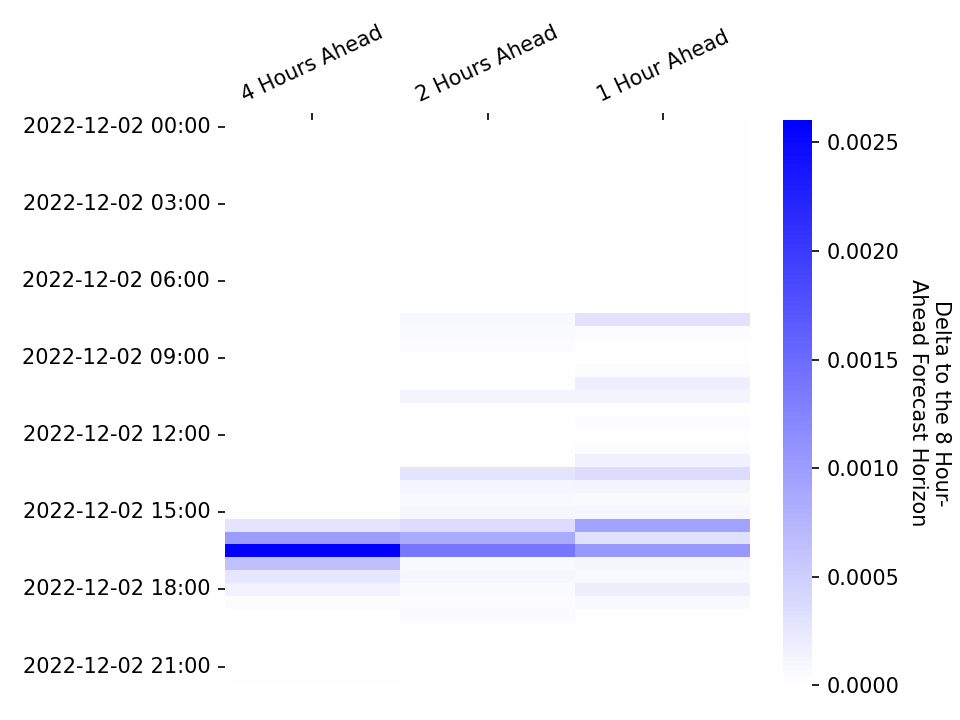 4 Hours Ahead
2 Hours Ahead
1 Hour Ahead
2022-12-02 00:00
2022-12-02 03:00
2022-12-02 06:00
2022-12-02 09:00
2022-12-02 12:00
2022-12-02 15:00
2022-12-02 18:00
2022-12-02 21:00
0.0025
0.0020
0.0015
0.0010
0.0005
0.0000
Delta to the 8 Hour-
Ahead Forecast Horizon